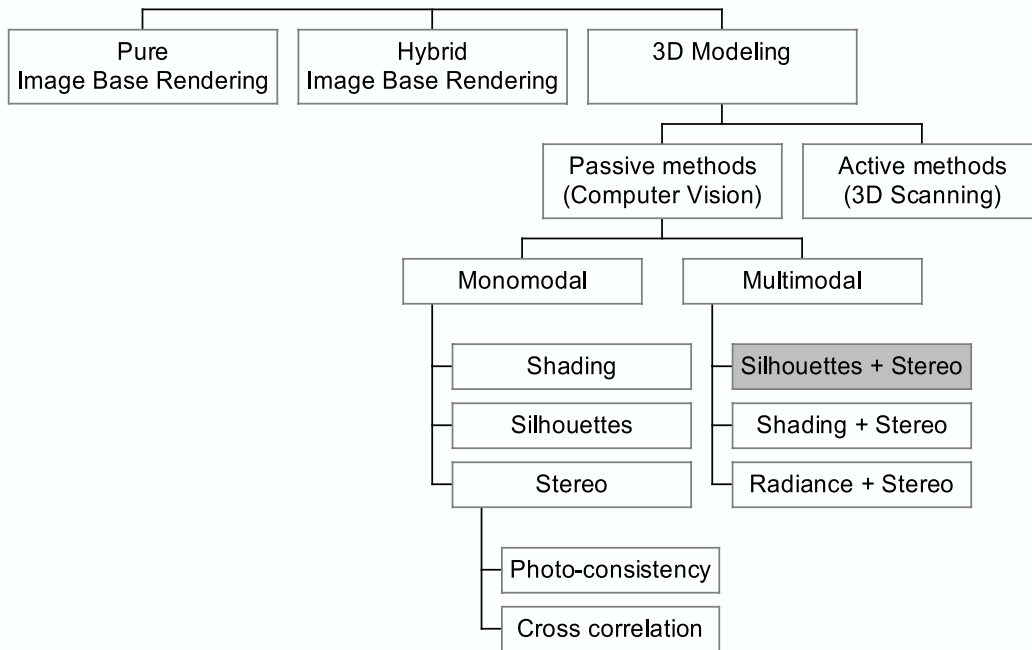 Pure
Image Base Rendering
Hybrid
Image Base Rendering
3D Modeling
Passive methods
(Computer Vision)
Active methods
(3D Scanning)
Monomodal
Multimodal
Shading
Silhouettes
Stereo
Photo-consistency
Cross correlation
Silhouettes + Stereo
Shading + Stereo
Radiance + Stereo